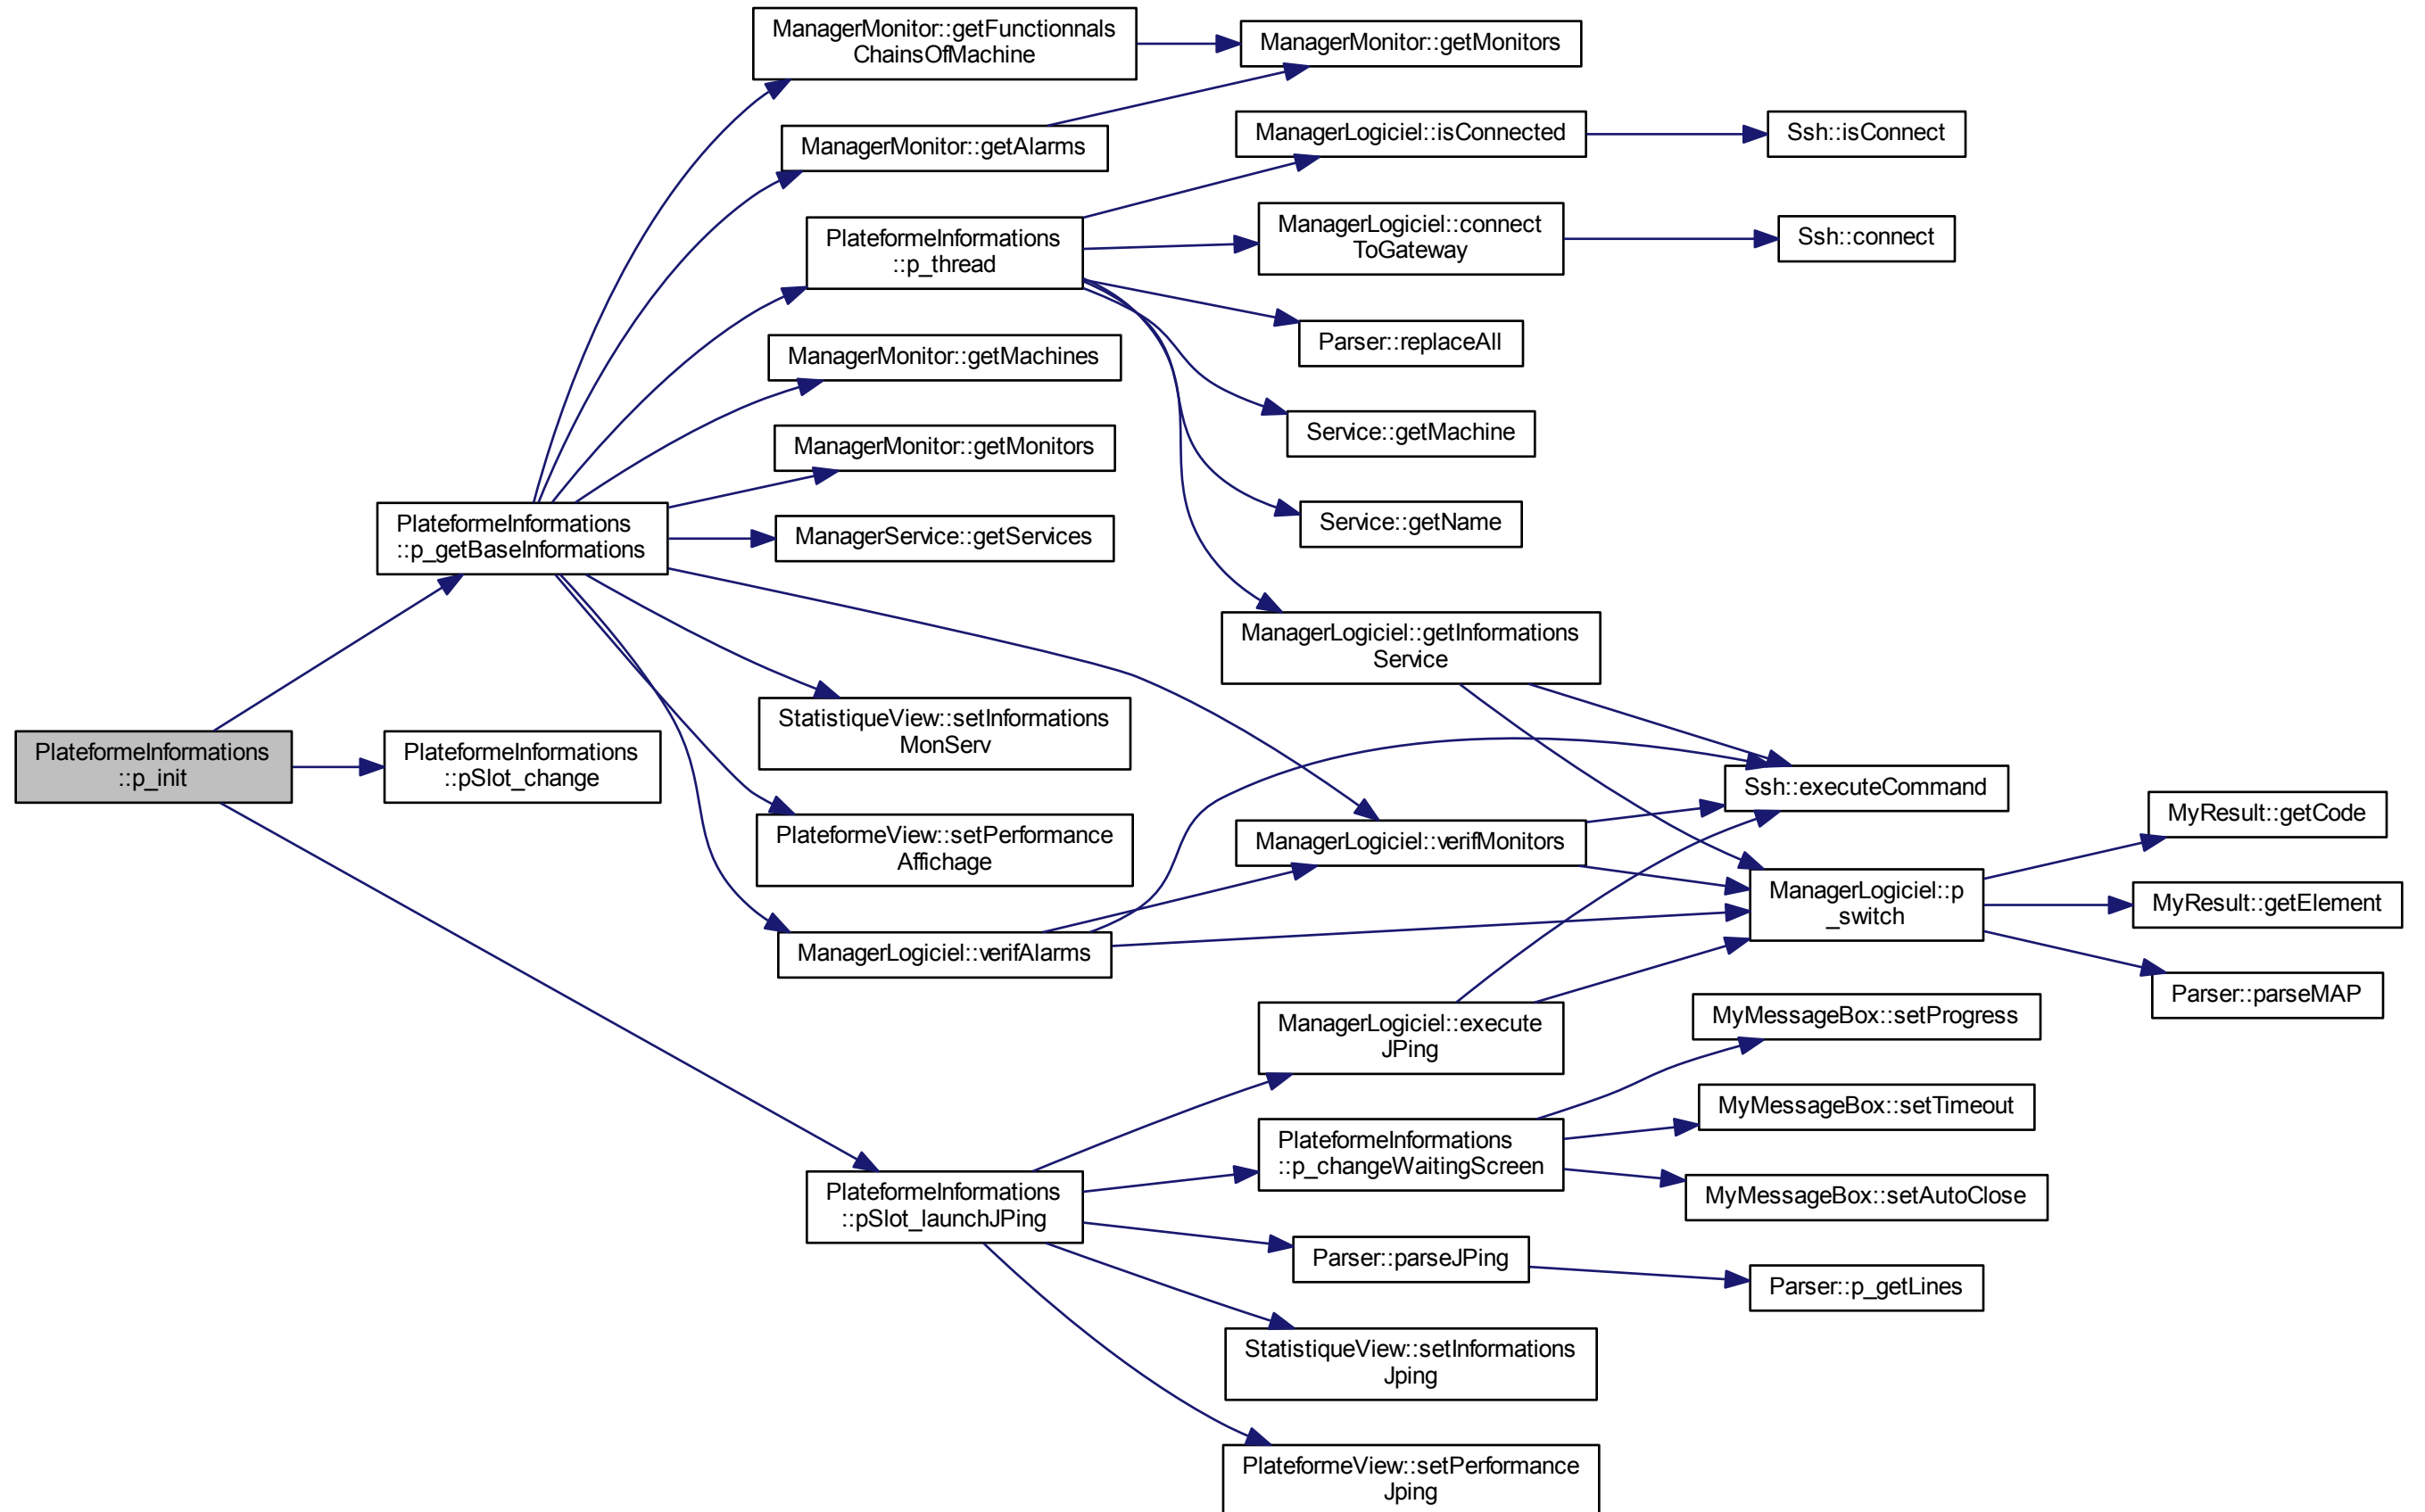 ManagerMonitor::getFunctionnals
ChainsOfMachine
ManagerMonitor::getMonitors
ManagerMonitor::getAlarms
ManagerLogiciel::isConnected
Ssh::isConnect
PlateformeInformations
::p_thread
ManagerLogiciel::connect
ToGateway
Ssh::connect
Parser::replaceAll
ManagerMonitor::getMachines
Service::getMachine
ManagerMonitor::getMonitors
Service::getName
PlateformeInformations
::p_getBaseInformations
ManagerService::getServices
ManagerLogiciel::getInformations
Service
StatistiqueView::setInformations
MonServ
PlateformeInformations
::p_init
PlateformeInformations
::pSlot_change
Ssh::executeCommand
PlateformeView::setPerformance
Affichage
ManagerLogiciel::verifMonitors
MyResult::getCode
ManagerLogiciel::p
_switch
MyResult::getElement
ManagerLogiciel::verifAlarms
Parser::parseMAP
ManagerLogiciel::execute
JPing
MyMessageBox::setProgress
MyMessageBox::setTimeout
PlateformeInformations
::p_changeWaitingScreen
MyMessageBox::setAutoClose
PlateformeInformations
::pSlot_launchJPing
Parser::parseJPing
Parser::p_getLines
StatistiqueView::setInformations
Jping
PlateformeView::setPerformance
Jping